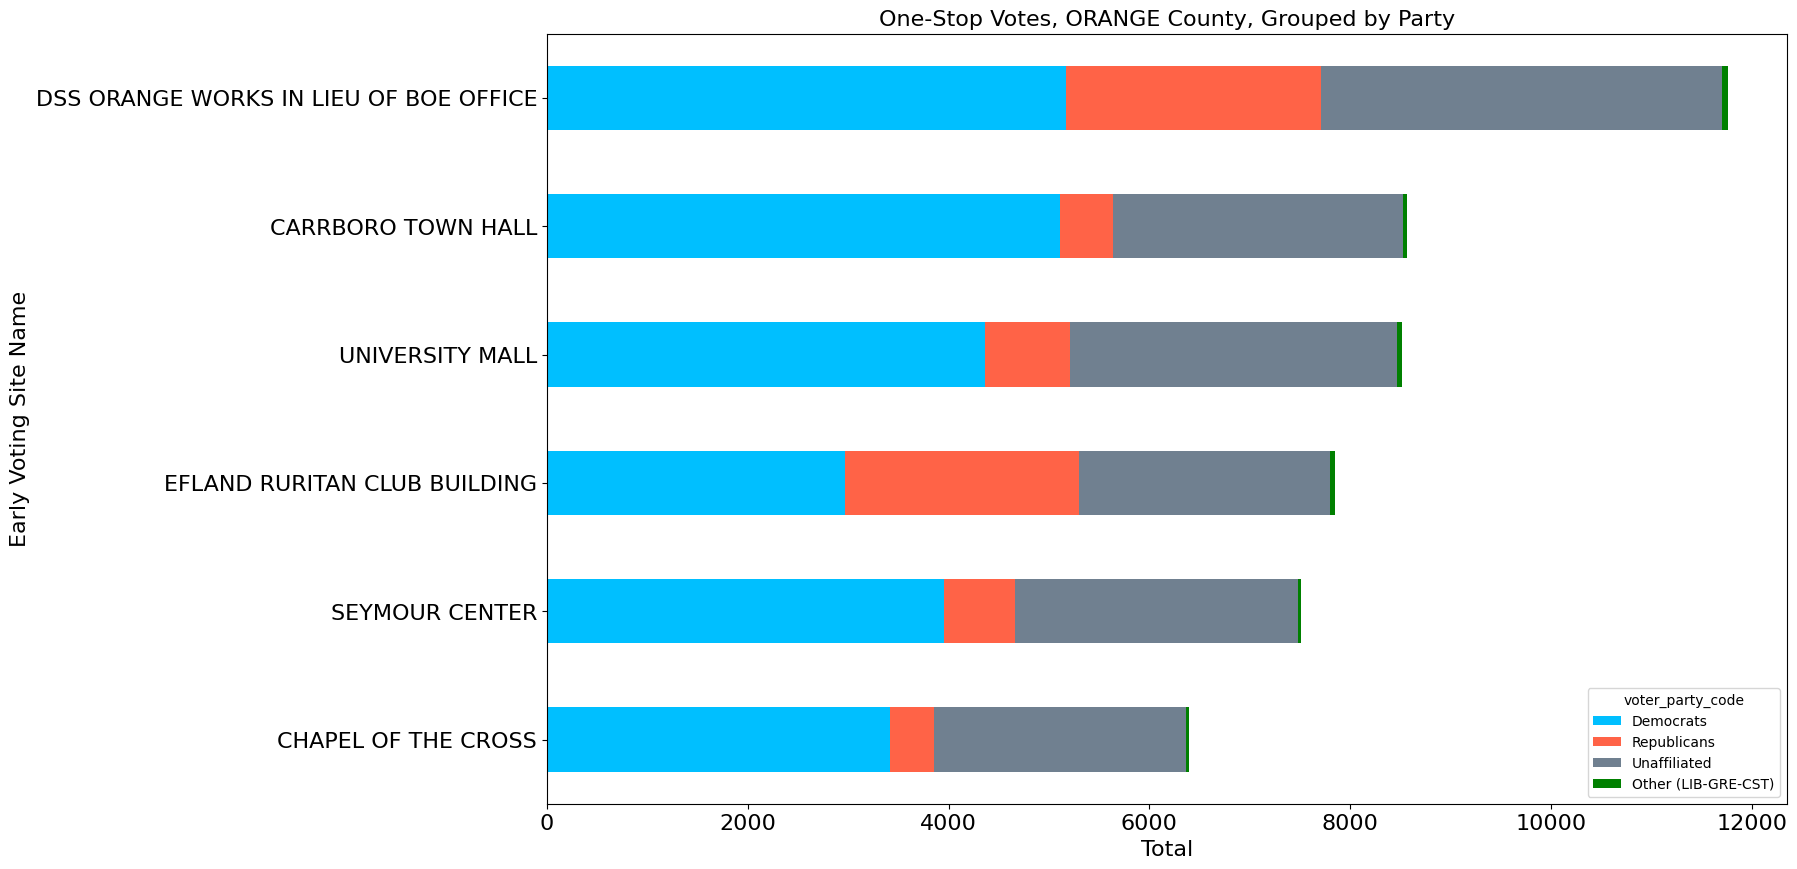 One-Stop Votes, ORANGE County, Grouped by Party
Early Voting Site Name
DSS ORANGE WORKS IN LIEU OF BOE OFFICE
CARRBORO TOWN HALL
UNIVERSITY MALL
EFLAND RURITAN CLUB BUILDING
SEYMOUR CENTER
CHAPEL OF THE CROSS
voter_party_code
Democrats
Republicans
Unaffiliated
Other (LIB-GRE-CST)
0 2000 4000 6000 8000 10000 12000
Total